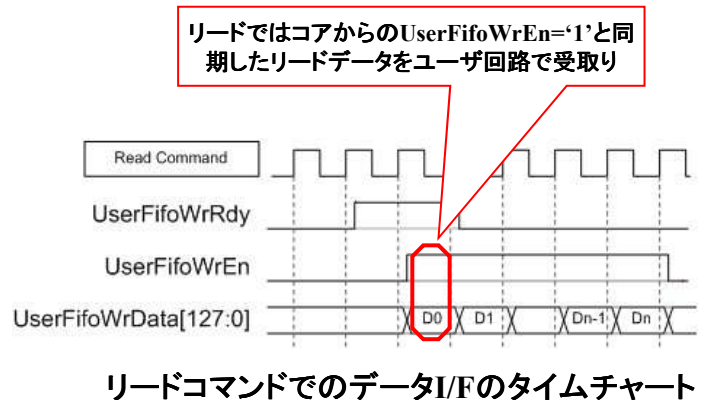 リードではコアからのUserFifoWrEn=‘1’と同
期したリードデータをユーザ回路で受取り
Read Command
UserFifoWrRdy
UserFifoWrEn
UserFifoWrData[127:0]
D0 D1 Dn-1 Dn
リードコマンドでのデータI/Fのタイムチャート